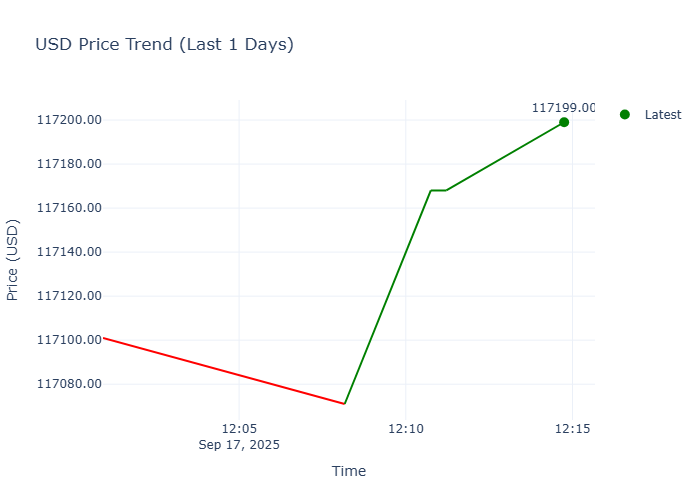 USD Price Trend (Last 1 Days)
117199.00
Latest
117200.00
117180.00
117160.00
117140.00
117120.00
117100.00
117080.00
Price (USD)
12:05
12:10
12:15
Sep 17, 2025
Time